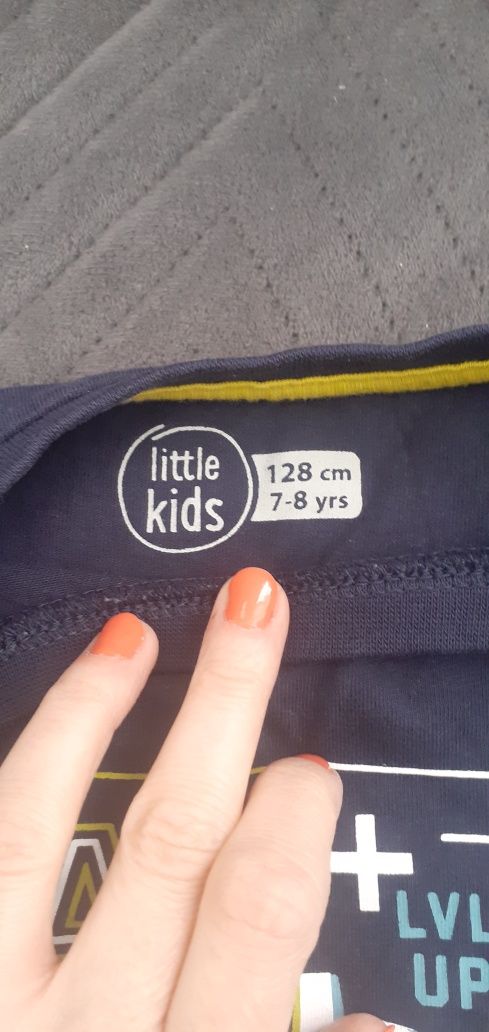 little
kids
128 cm
7-8 yrs
+
LVL
UP